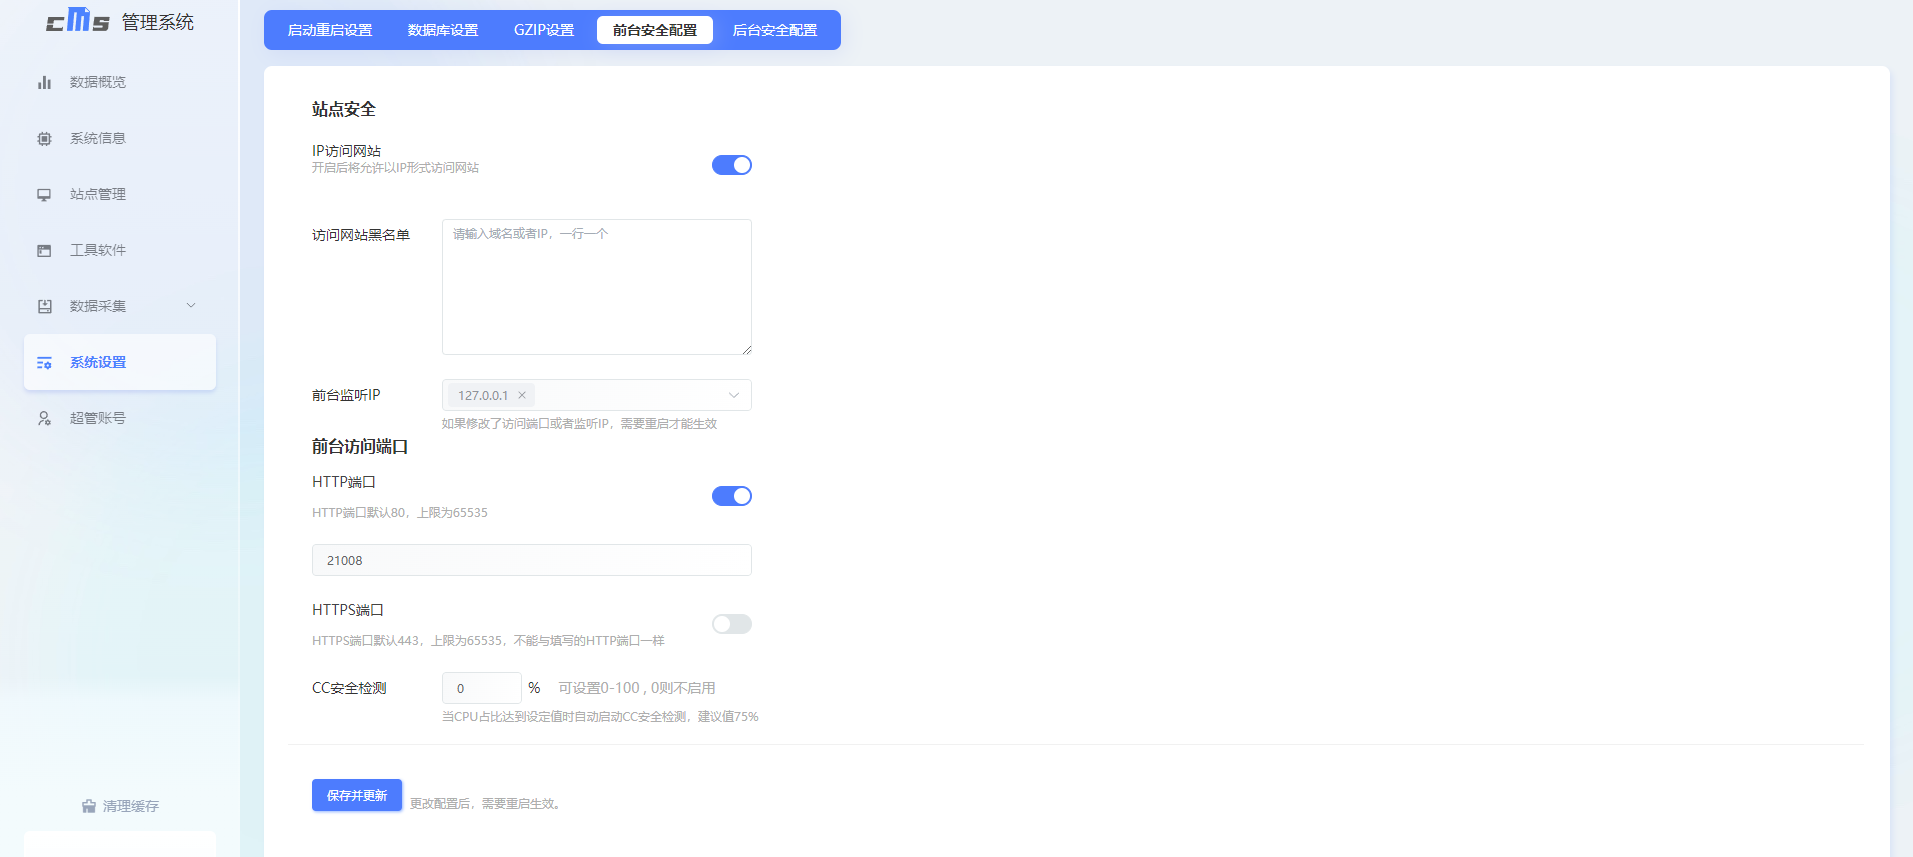 cms 管理系统
数据概览
系统信息
站点管理
工具软件
数据采集
系统设置
超管账号
清理缓存
启动重启设置 数据库设置 GZIP设置 前台安全配置 后台安全配置
站点安全
IP访问网站
开启后将允许以IP形式访问网站
访问网站黑名单
请输入域名或者IP，一行一个
前台监听IP
127.0.0.1 ×
如果修改了访问端口或者监听IP，需要重启才能生效
前台访问端口
HTTP端口
HTTP端口默认80，上限为65535
21008
HTTPS端口
HTTPS端口默认443，上限为65535，不能与填写的HTTP端口一样
CC安全检测 0 % 可设置0-100 , 0则不启用
当CPU占比达到设定值时自动启动CC安全检测，建议值75%
保存并更新 更改配置后，需要重启生效。